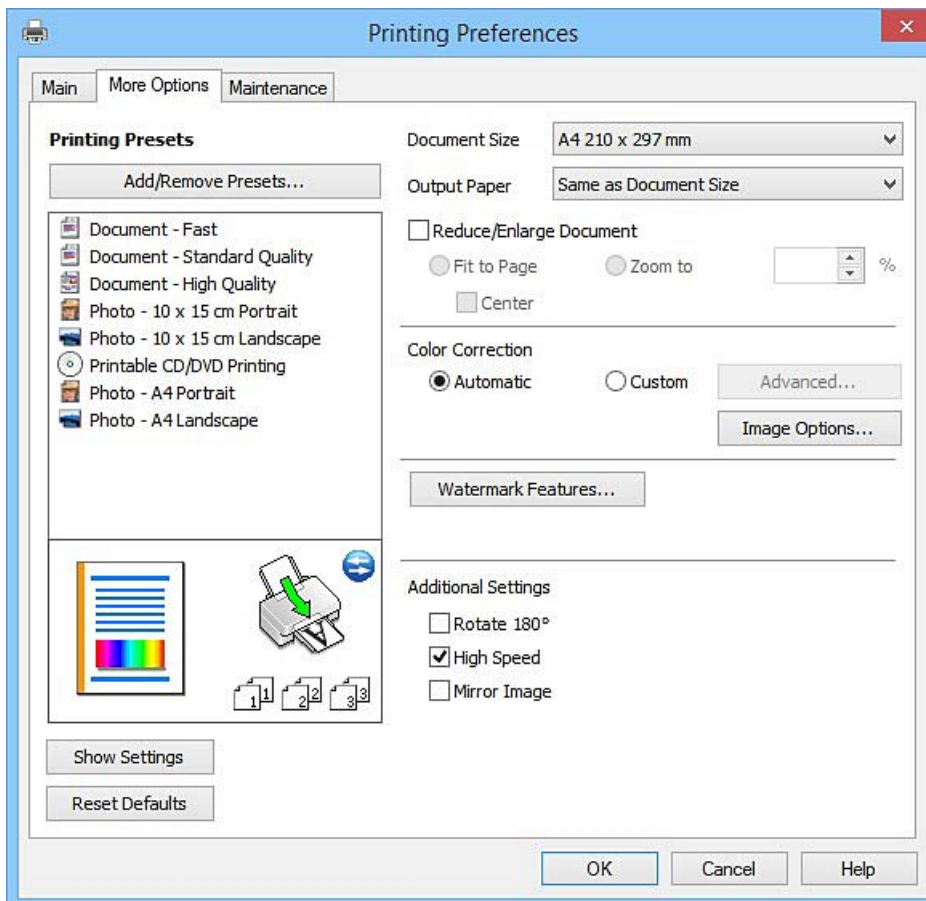 Printing Preferences
Main
More Options
Maintenance
Printing Presets
Add/Remove Presets...
Document - Fast
Document - Standard Quality
Document - High Quality
Photo - 10 x 15 cm Portrait
Photo - 10 x 15 cm Landscape
Printable CD/DVD Printing
Photo - A4 Portrait
Photo - A4 Landscape
1 1
2 2
3 3
Show Settings
Reset Defaults
Document Size
A4 210 x 297 mm
Output Paper
Same as Document Size
Reduce/Enlarge Document
Fit to Page
Zoom to
%
Center
Color Correction
Automatic
Custom
Advanced...
Image Options...
Watermark Features...
Additional Settings
Rotate 180°
High Speed
Mirror Image
OK
Cancel
Help